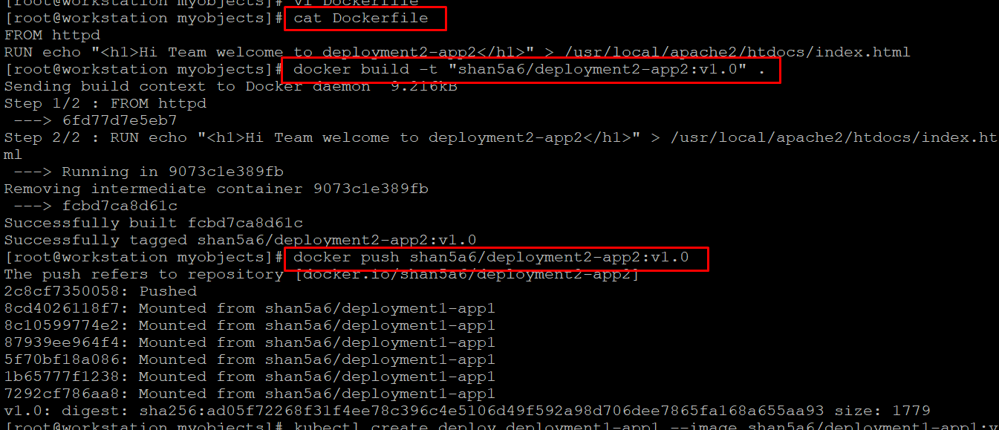 [root@workstation myobjects]# vi Dockerfile
[root@workstation myobjects]# cat Dockerfile
FROM httpd
RUN echo "<h1>Hi Team welcome to deployment2-app2</h1>" > /usr/local/apache2/htdocs/index.html
[root@workstation myobjects]# docker build -t "shan5a6/deployment2-app2:v1.0" .
Sending build context to Docker daemon  9.216kB
Step 1/2 : FROM httpd
 ---> 6fd77d7e5eb7
Step 2/2 : RUN echo "<h1>Hi Team welcome to deployment2-app2</h1>" > /usr/local/apache2/htdocs/index.ht
ml
 ---> Running in 9073c1e389fb
Removing intermediate container 9073c1e389fb
 ---> fcbd7ca8d61c
Successfully built fcbd7ca8d61c
Successfully tagged shan5a6/deployment2-app2:v1.0
[root@workstation myobjects]# docker push shan5a6/deployment2-app2:v1.0
The push refers to repository [docker.io/shan5a6/deployment2-app2]
2c8cf7350058: Pushed
8cd4026118f7: Mounted from shan5a6/deployment1-app1
8c10599774e2: Mounted from shan5a6/deployment1-app1
87939ee964f4: Mounted from shan5a6/deployment1-app1
5f70bf18a086: Mounted from shan5a6/deployment1-app1
1b65777f1238: Mounted from shan5a6/deployment1-app1
7292cf786aa8: Mounted from shan5a6/deployment1-app1
v1.0: digest: sha256:ad05f72268f31f4ee78c396c4e5106d49f592a98d706dee7865fa168a655aa93 size: 1779
[root@workstation myobjects]# kubectl create deploy deployment1-app1 --image shan5a6/deployment1-app1:v